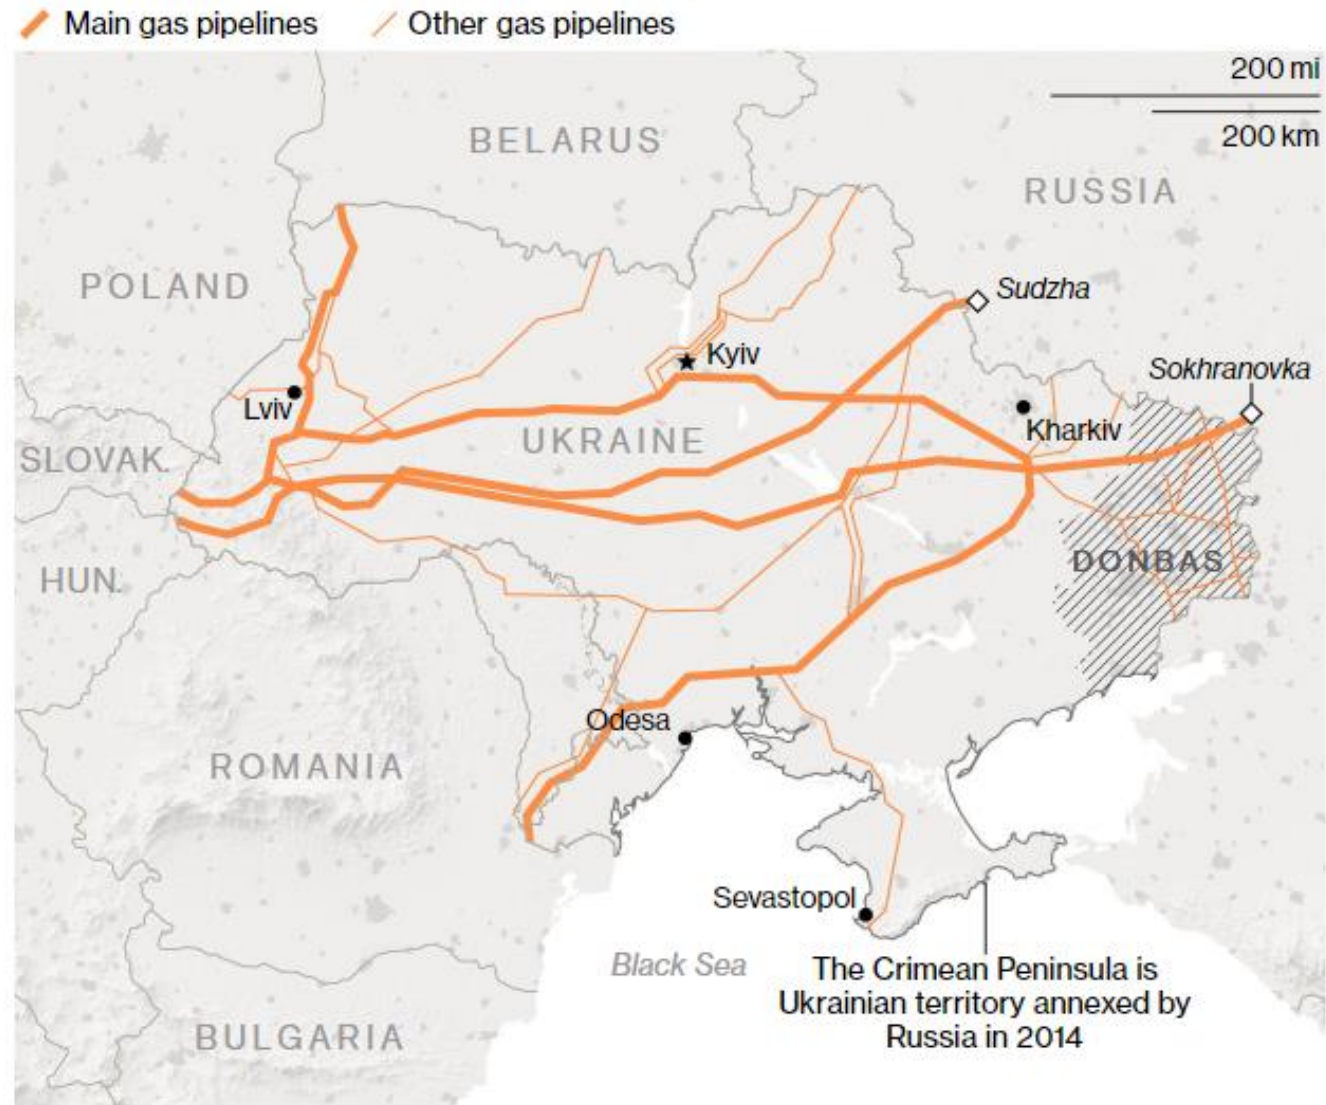 Main gas pipelines
Other gas pipelines
200 mi
200 km
BELARUS
RUSSIA
POLAND
Sudzha
Kyiv
Sokhranovka
Lviv
Kharkiv
UKRAINE
SLOVAK.
DONBAS
HUN.
Odesa
ROMANIA
Sevastopol
Black Sea
The Crimean Peninsula is
Ukrainian territory annexed by
Russia in 2014
BULGARIA